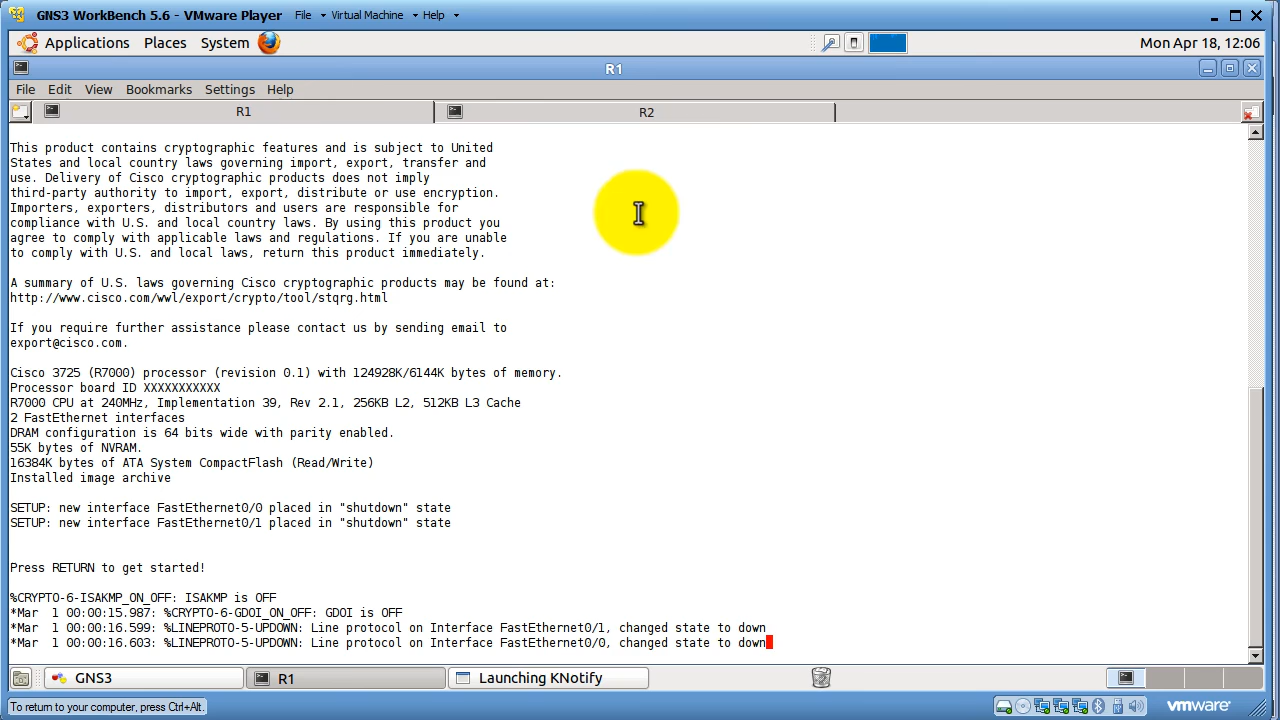 GNS3 WorkBench 5.6 - VMware Player File Virtual Machine Help
Applications Places System Mon Apr 18, 12:06
R1
File Edit View Bookmarks Settings Help
R1 R2
This product contains cryptographic features and is subject to United
States and local country laws governing import, export, transfer and
use. Delivery of Cisco cryptographic products does not imply
third-party authority to import, export, distribute or use encryption.
Importers, exporters, distributors and users are responsible for
compliance with U.S. and local country laws. By using this product you
agree to comply with applicable laws and regulations. If you are unable
to comply with U.S. and local laws, return this product immediately.
A summary of U.S. laws governing Cisco cryptographic products may be found at:
http://www.cisco.com/wwl/export/crypto/tool/stqrg.html
If you require further assistance please contact us by sending email to
export@cisco.com.
Cisco 3725 (R7000) processor (revision 0.1) with 124928K/6144K bytes of memory.
Processor board ID XXXXXXXXXXX
R7000 CPU at 240MHz, Implementation 39, Rev 2.1, 256KB L2, 512KB L3 Cache
2 FastEthernet interfaces
DRAM configuration is 64 bits wide with parity enabled.
55K bytes of NVRAM.
16384K bytes of ATA System CompactFlash (Read/Write)
Installed image archive
SETUP: new interface FastEthernet0/0 placed in "shutdown" state
SETUP: new interface FastEthernet0/1 placed in "shutdown" state
Press RETURN to get started!
%CRYPTO-6-ISAKMP_ON_OFF: ISAKMP is OFF
*Mar  1 00:00:15.987: %CRYPTO-6-GDOI_ON_OFF: GDOI is OFF
*Mar  1 00:00:16.599: %LINEPROTO-5-UPDOWN: Line protocol on Interface FastEthernet0/1, changed state to down
*Mar  1 00:00:16.603: %LINEPROTO-5-UPDOWN: Line protocol on Interface FastEthernet0/0, changed state to down
GNS3 R1 Launching KNotify
To return to your computer, press Ctrl+Alt. vmware